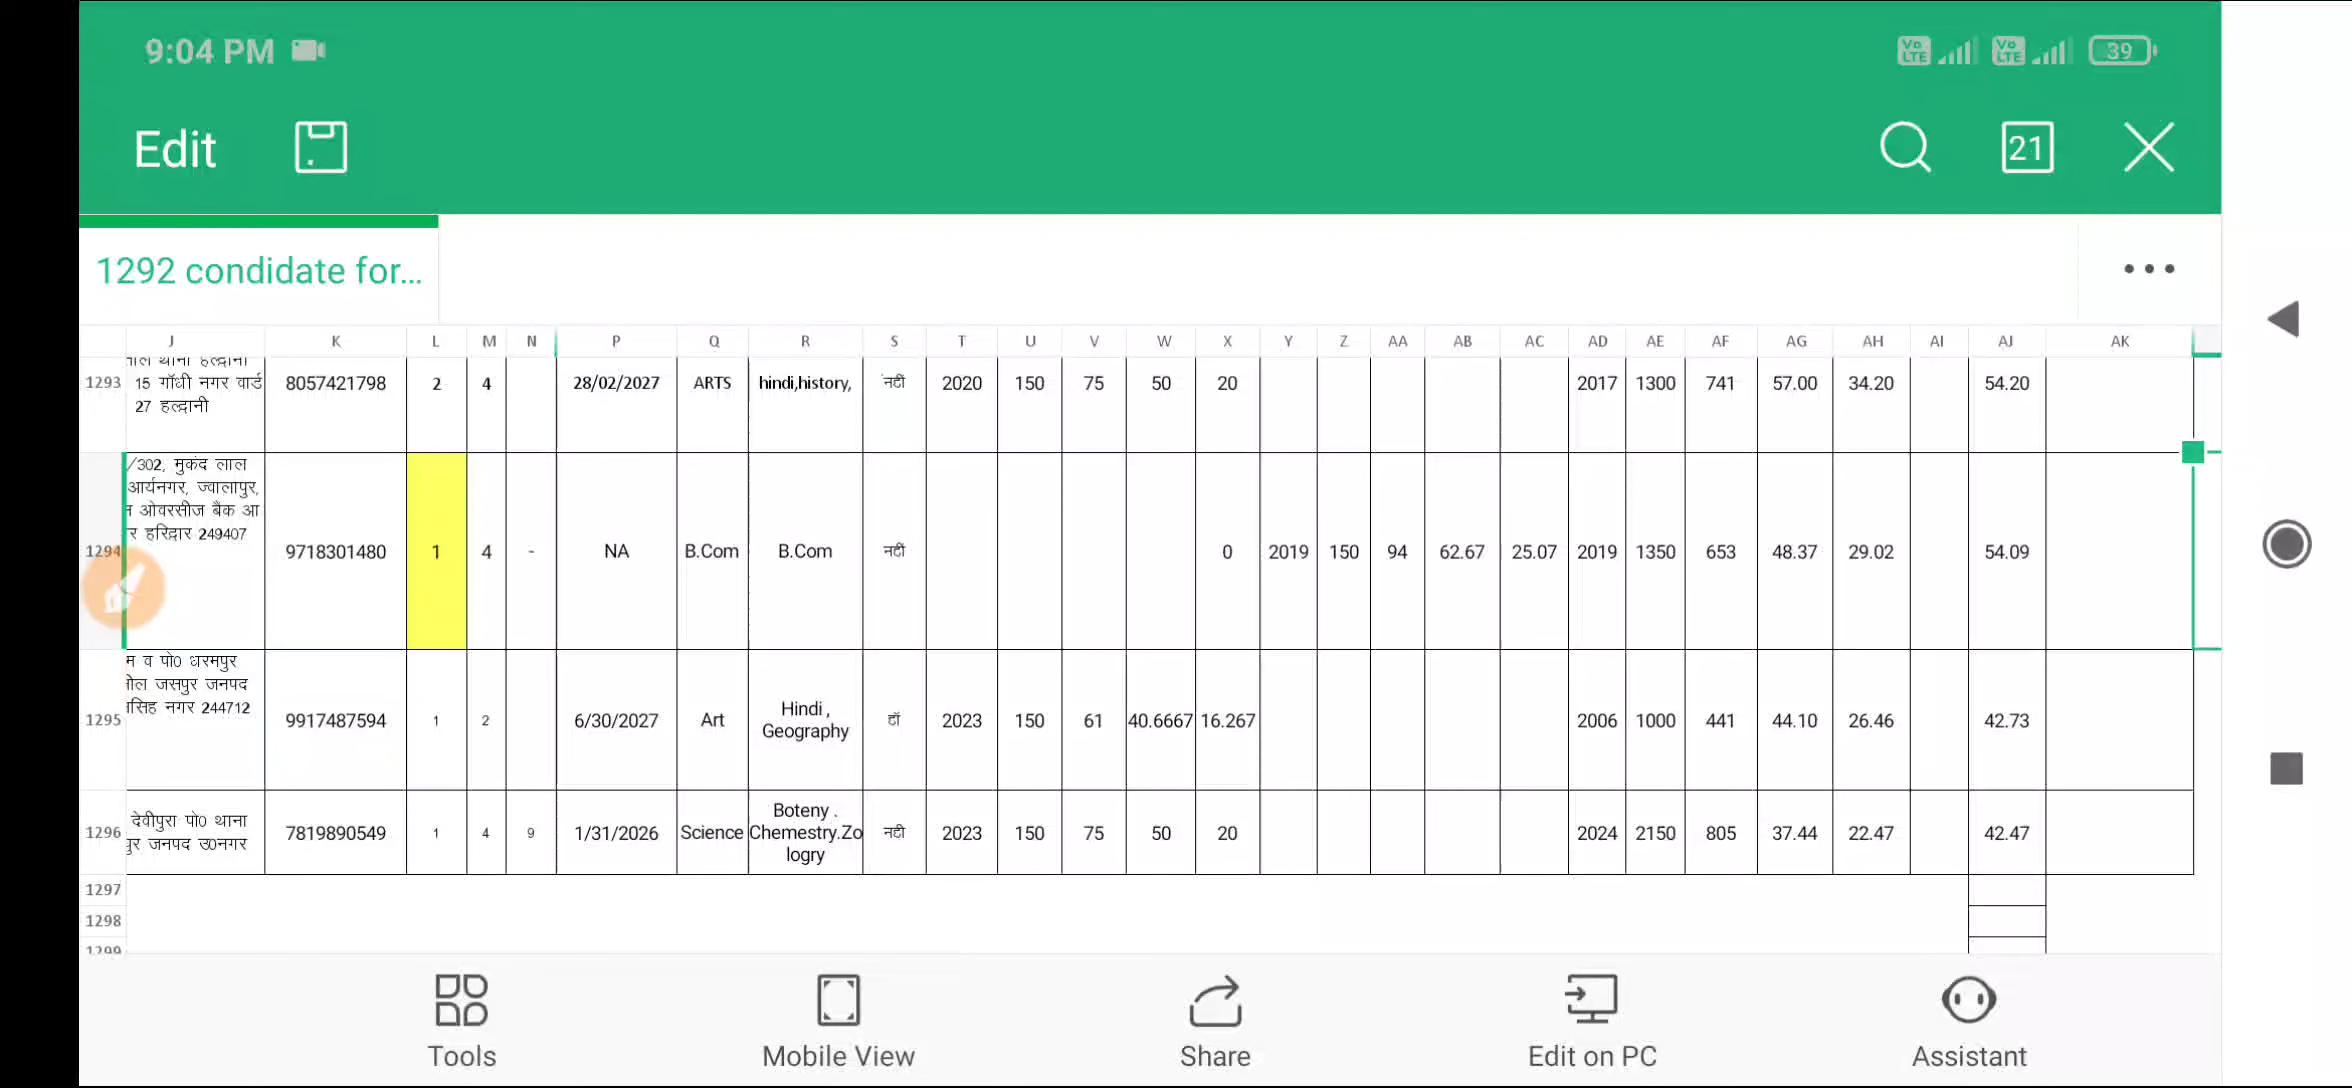 9:04 PM
Vo LTE Vo LTE 39
Edit 21
1292 condidate for...
J K L M N P Q R S T U V W X Y Z AA AB AC AD AE AF AG AH AI AJ AK
1293 15 गॉधी नगर वार्ड 8057421798 2 4 28/02/2027 ARTS hindi,history, नही 2020 150 75 50 20 2017 1300 741 57.00 34.20 54.20
27 हल्द्वानी
/302, मुकंद लाल
आर्यनगर, ज्वालापुर,
ओवरसीज बैंक आ
र हरिद्वार 249407
1294 9718301480 1 4 - NA B.Com B.Com नही 0 2019 150 94 62.67 25.07 2019 1350 653 48.37 29.02 54.09
म व पो0 धरमपुर
जसपुर जनपद
नगर 244712
1295 9917487594 1 2 6/30/2027 Art Hindi , 2023 150 61 40.6667 16.267 2006 1000 441 44.10 26.46 42.73
Geography
देवीपुरा पो0 थाना
जनपद उ0नगर
1296 7819890549 1 4 9 1/31/2026 Science Boteny . नही 2023 150 75 50 20 2024 2150 805 37.44 22.47 42.47
Chemestry.Zo
logry
1297
1298
1299
Tools Mobile View Share Edit on PC Assistant